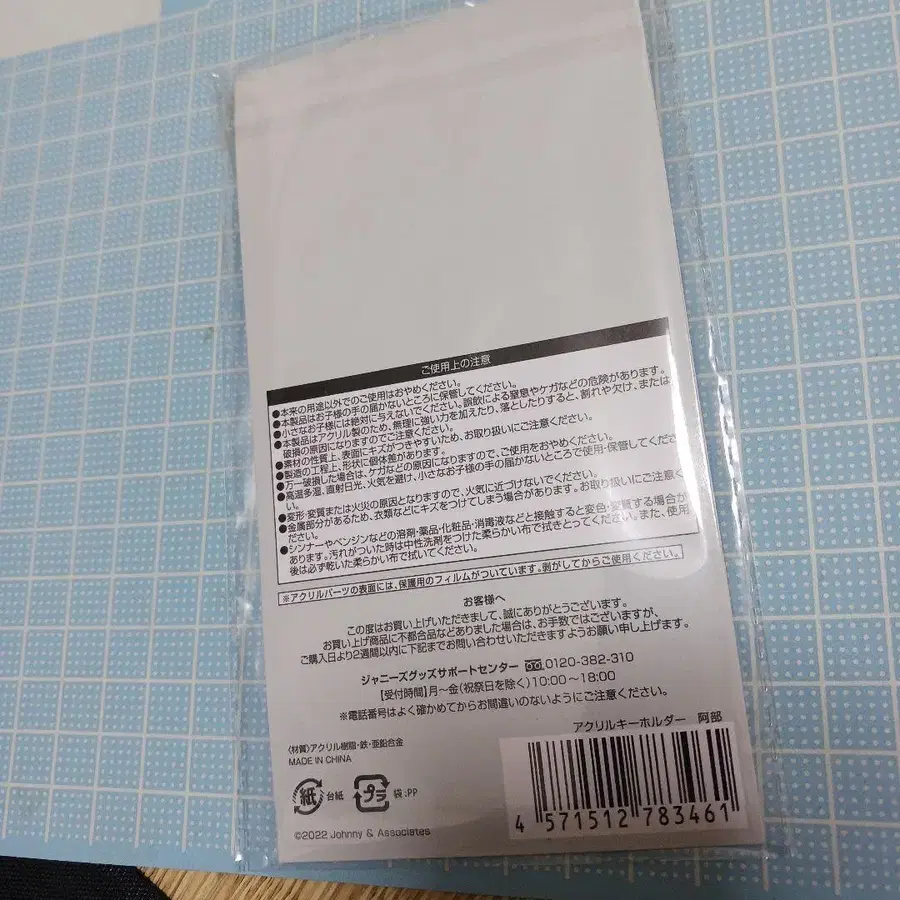 ご使用上の注意
●本来の用途以外でのご使用はおやめください。
●本製品はお子様の手の届かないところに保管してください。
●小さなお子様には絶対に与えないでください。誤飲による窒息やケガなどの危険があります。
●本製品はアクリル製のため、無理に強い力を加えたり、落としたりすると、割れや欠け、または
破損の原因になりますのでご注意ください。
●素材の性質上、表面にキズがつきやすいため、お取り扱いにご注意ください。
●製造の工程上、形状に個体差があります。
●万一破損した場合は、ケガなどの原因になりますので、ご使用をおやめください。
●高温多湿、直射日光、火気を避け、小さなお子様の手の届かないところで使用・保管してくださ
い。
●変形・変質または火災の原因となりますので、火気に近づけないでください。
●金属部分があるため、衣類などにキズをつけてしまう場合があります。お取り扱いにご注意く
ださい。
●シンナーやベンジンなどの溶剤・薬品・化粧品・消毒液などと接触すると変色・変質する場合が
あります。汚れがついた時は中性洗剤をつけた柔らかい布で拭きとってください。また、使用
後は必ず乾いた柔らかい布で拭いてください。
※アクリルパーツの表面には、保護用のフィルムがついています。剥がしてからご使用ください。
お客様へ
この度はお買い上げいただきまして、誠にありがとうございます。
お買い上げ商品に不都合品などありました場合は、お手数ではございますが、
ご購入日より2週間以内に下記までお問い合わせいただきますようお願い申し上げます。
ジャニーズグッズサポートセンター 0120-382-310
【受付時間】月～金(祝祭日を除く)10:00～18:00
※電話番号はよく確かめてからお間違いのないようにご注意ください。
アクリルキーホルダー 阿部
〈材質〉アクリル樹脂・鉄・亜鉛合金
MADE IN CHINA
紙 台紙 プラ 袋:PP
4 571512 783461
©2022 Johnny & Associates